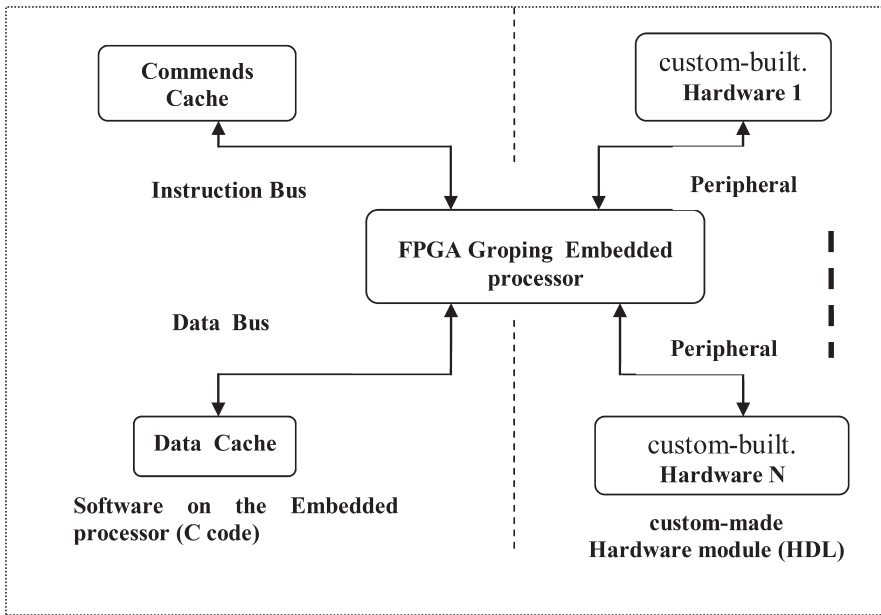 Commends
Cache
custom-built.
Hardware 1
Instruction Bus
Peripheral
FPGA Groping Embedded
processor
Data Bus
Peripheral
Data Cache
custom-built.
Hardware N
Software on the Embedded
processor (C code)
custom-made
Hardware module (HDL)